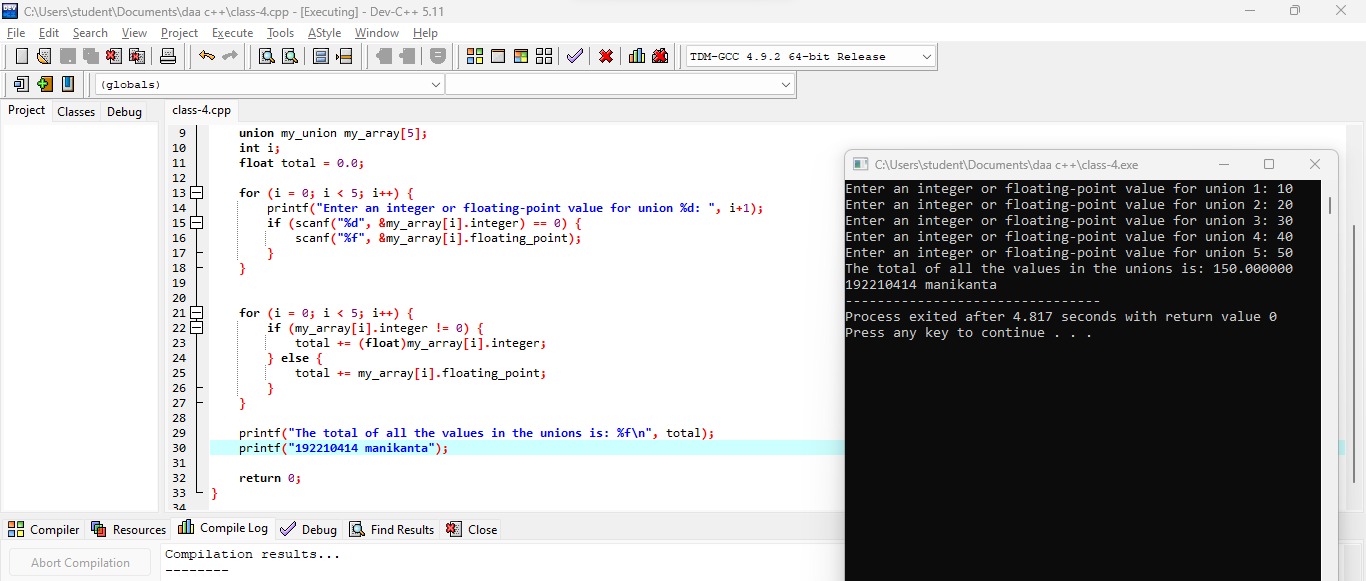 C:\Users\student\Documents\daa c++\class-4.cpp - [Executing] - Dev-C++ 5.11
File Edit Search View Project Execute Tools AStyle Window Help
TDM-GCC 4.9.2 64-bit Release
(globals)
Project Classes Debug
class-4.cpp
9 union my_union my_array[5];
10 int i;
11 float total = 0.0;
12
13 for (i = 0; i < 5; i++) {
14 printf("Enter an integer or floating-point value for union %d: ", i+1);
15 if (scanf("%d", &my_array[i].integer) == 0) {
16 scanf("%f", &my_array[i].floating_point);
17 }
18 }
19
20
21 for (i = 0; i < 5; i++) {
22 if (my_array[i].integer != 0) {
23 total += (float)my_array[i].integer;
24 } else {
25 total += my_array[i].floating_point;
26 }
27 }
28
29 printf("The total of all the values in the unions is: %f\n", total);
30 printf("192210414 manikanta");
31
32 return 0;
33 }
34
C:\Users\student\Documents\daa c++\class-4.exe
Enter an integer or floating-point value for union 1: 10
Enter an integer or floating-point value for union 2: 20
Enter an integer or floating-point value for union 3: 30
Enter an integer or floating-point value for union 4: 40
Enter an integer or floating-point value for union 5: 50
The total of all the values in the unions is: 150.000000
192210414 manikanta
--------------------------------
Process exited after 4.817 seconds with return value 0
Press any key to continue . . .
Compiler Resources Compile Log Debug Find Results Close
Abort Compilation
Compilation results...
--------